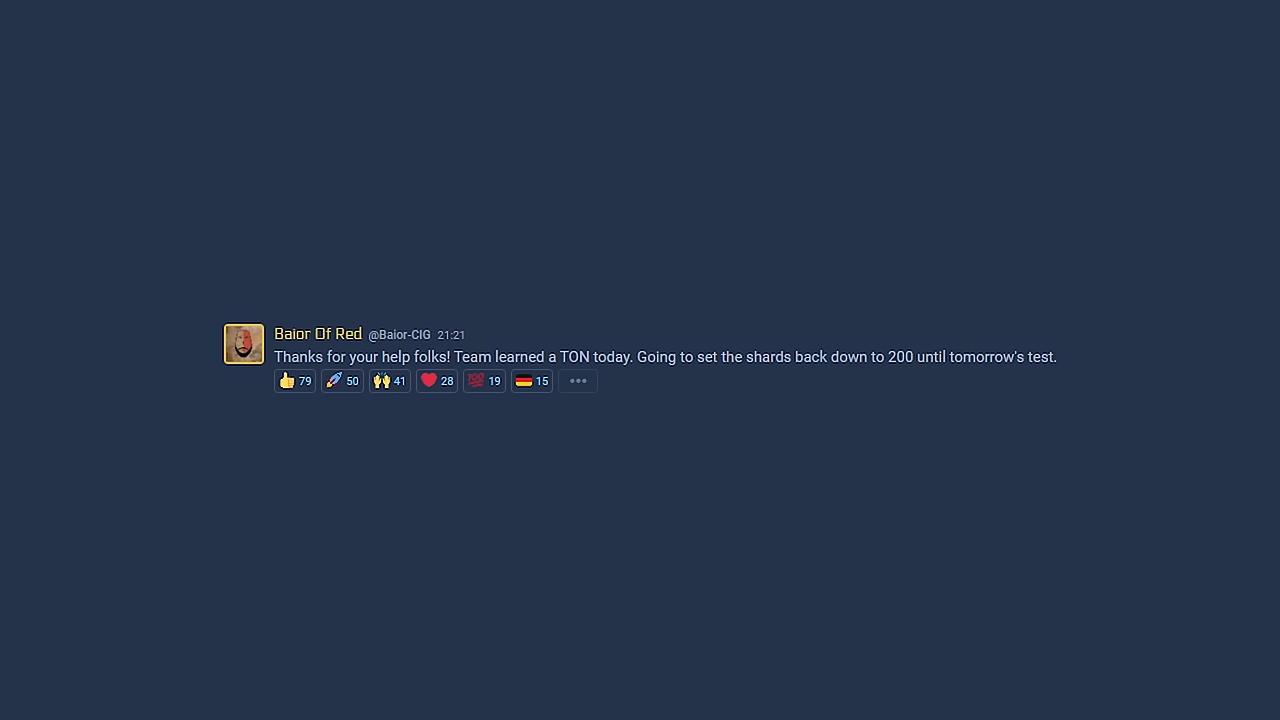 Baior Of Red @Baior-CIG 21:21
Thanks for your help folks! Team learned a TON today. Going to set the shards back down to 200 until tomorrow's test.
👍 79 🚀 50 🙌 41 ❤️ 28 💯 19 🇩🇪 15 •••